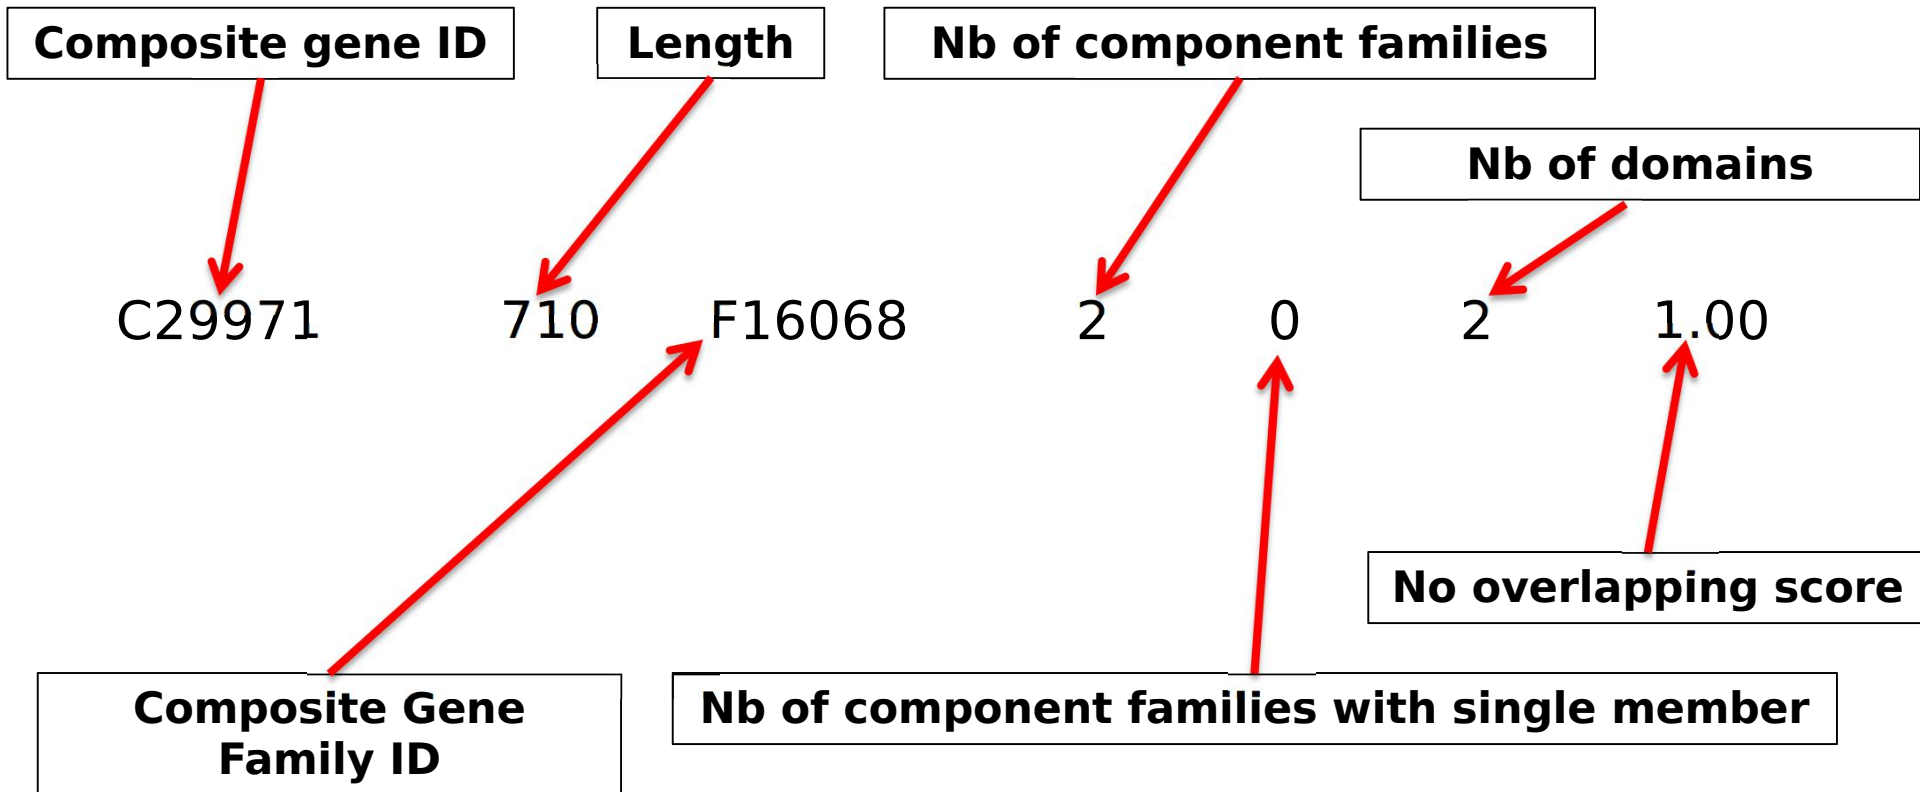 Composite gene ID
Length
Nb of component families
Nb of domains
C29971 710 F16068 2 0 2 1.00
No overlapping score
Composite Gene
Family ID
Nb of component families with single member